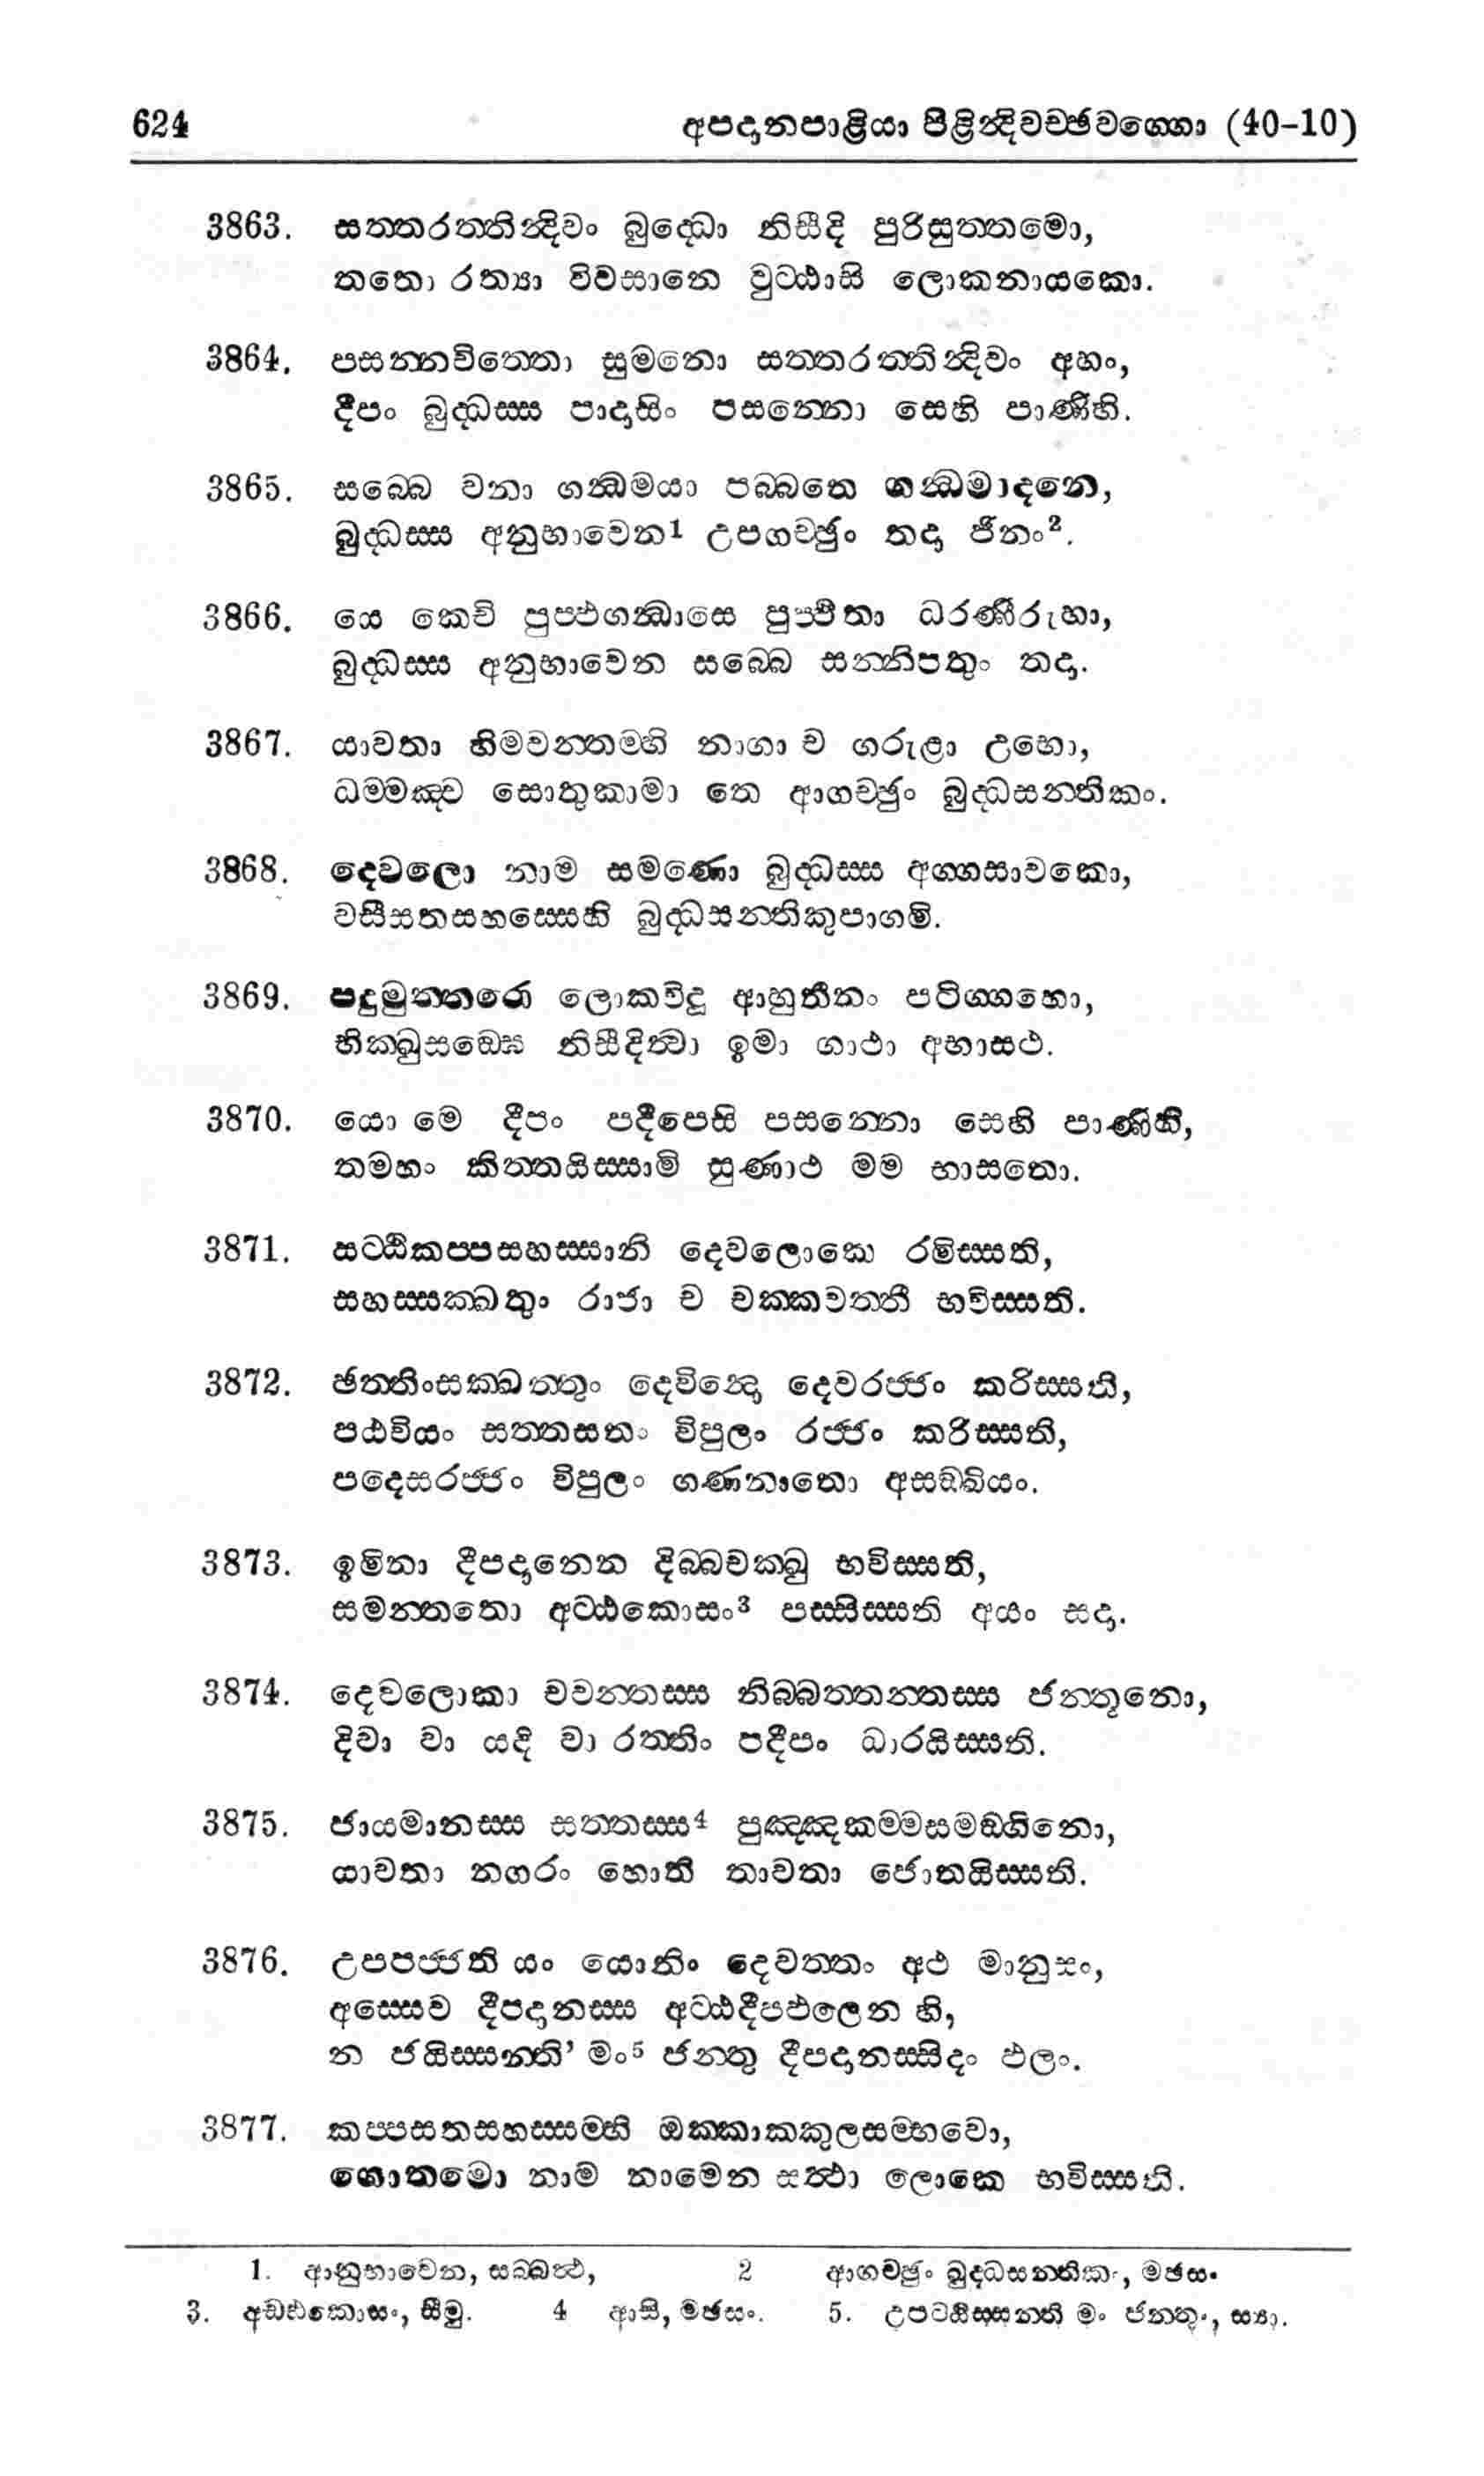 624 අපදානපාළියා පිළින්දිවච්ඡවග්ගො (40-10)
3863. සත්තරත්තින්දිවං බුද්ධො නිසීදි පුරිසුත්තමො,
තතො රත්‍යා විවසානෙ වුට්ඨාසි ලොකනායකො.
3864. පසන්නචිත්තො සුමනො සත්තරත්තින්දිවං අහං,
දීපං බුද්ධස්ස පාදාසිං පසන්නො සෙහි පාණිභි.
3865. සබ්බෙ වනා ගන්ධමයා පබ්බතෙ ගන්ධමාදනෙ,
බුද්ධස්ස අනුභාවෙන1 උපගච්ඡුං තදා ජිනං2.
3866. යෙ කෙචි පුප්ඵගන්ධාසෙ පුප්ඵිතා ධරණීරුහා,
බුද්ධස්ස අනුභාවෙන සබ්බෙ සන්නිපතුං තදා.
3867. යාවතා හිමවන්තම්හි නාගා ච ගරුළා උභො,
ධම්මඤ්ච සොතුකාමා තෙ ආගච්ඡුං බුද්ධසන්තිකං.
3868. දෙවලො නාම සමණො බුද්ධස්ස අග්ගසාවකො,
වසීසතසහස්සෙහි බුද්ධසන්තිකුපාගමි.
3869. පදුමුත්තරො ලොකවිදූ ආහුතීනං පටිග්ගහො,
භික්ඛුසඞ්ඝෙ නිසීදිත්වා ඉමා ගාථා අභාසථ.
3870. යො මෙ දීපං පදීපෙසි පසන්නො සෙහි පාණිහි,
තමහං කිත්තයිස්සාමි සුණාථ මම භාසතො.
3871. සට්ඨිකප්පසහස්සානි දෙවලොකෙ රමිස්සති,
සහස්සක්ඛතුං රාජා ච චක්කවත්තී භවිස්සති.
3872. ඡත්තිංසක්ඛත්තුං දෙවින්දො දෙවරජ්ජං කරිස්සති,
පඨවියං සත්තසතං විපුලං රජ්ජං කරිස්සති,
පදෙසරජ්ජං විපුලං ගණනාතො අසඞ්ඛියං.
3873. ඉමිනා දීපදානෙන දිබ්බචක්ඛු භවිස්සති,
සමන්තතො අට්ඨකොසං3 පස්සිස්සති අයං සදා.
3874. දෙවලොකා චවන්තස්ස නිබ්බත්තන්තස්ස ජන්තූනො,
දිවා වා යදි වා රත්තිං පදීපං ධාරයිස්සති.
3875. ජායමානස්ස සත්තස්ස4 පුඤ්ඤකම්මසමඞ්ගිනො,
යාවතා නගරං හොති තාවතා ජොතයිස්සති.
3876. උපපජ්ජති යං යොනිං දෙවත්තං අථ මානුසං,
අස්සෙව දීපදානස්ස අට්ඨදීපඵලෙන හි,
න ජයිස්සන්ති' මං5 ජන්තු දීපදානස්සිදං ඵලං.
3877. කප්පසතසහස්සම්හි ඔක්කාකකුලසම්භවො,
ගොතමො නාම නාමෙන සත්ථා ලොකෙ භවිස්සති.
1. ආනුභාවෙන, සබ්බත්ථ, 2 ආගච්ඡුං බුද්ධසන්තිකං, මඡසං
3. අඩ්ඪකොසං, සීමු. 4 ආසි, මඡසං. 5. උපට්ඨිස්සන්ති මං ජන්තුං, ස්‍යා.